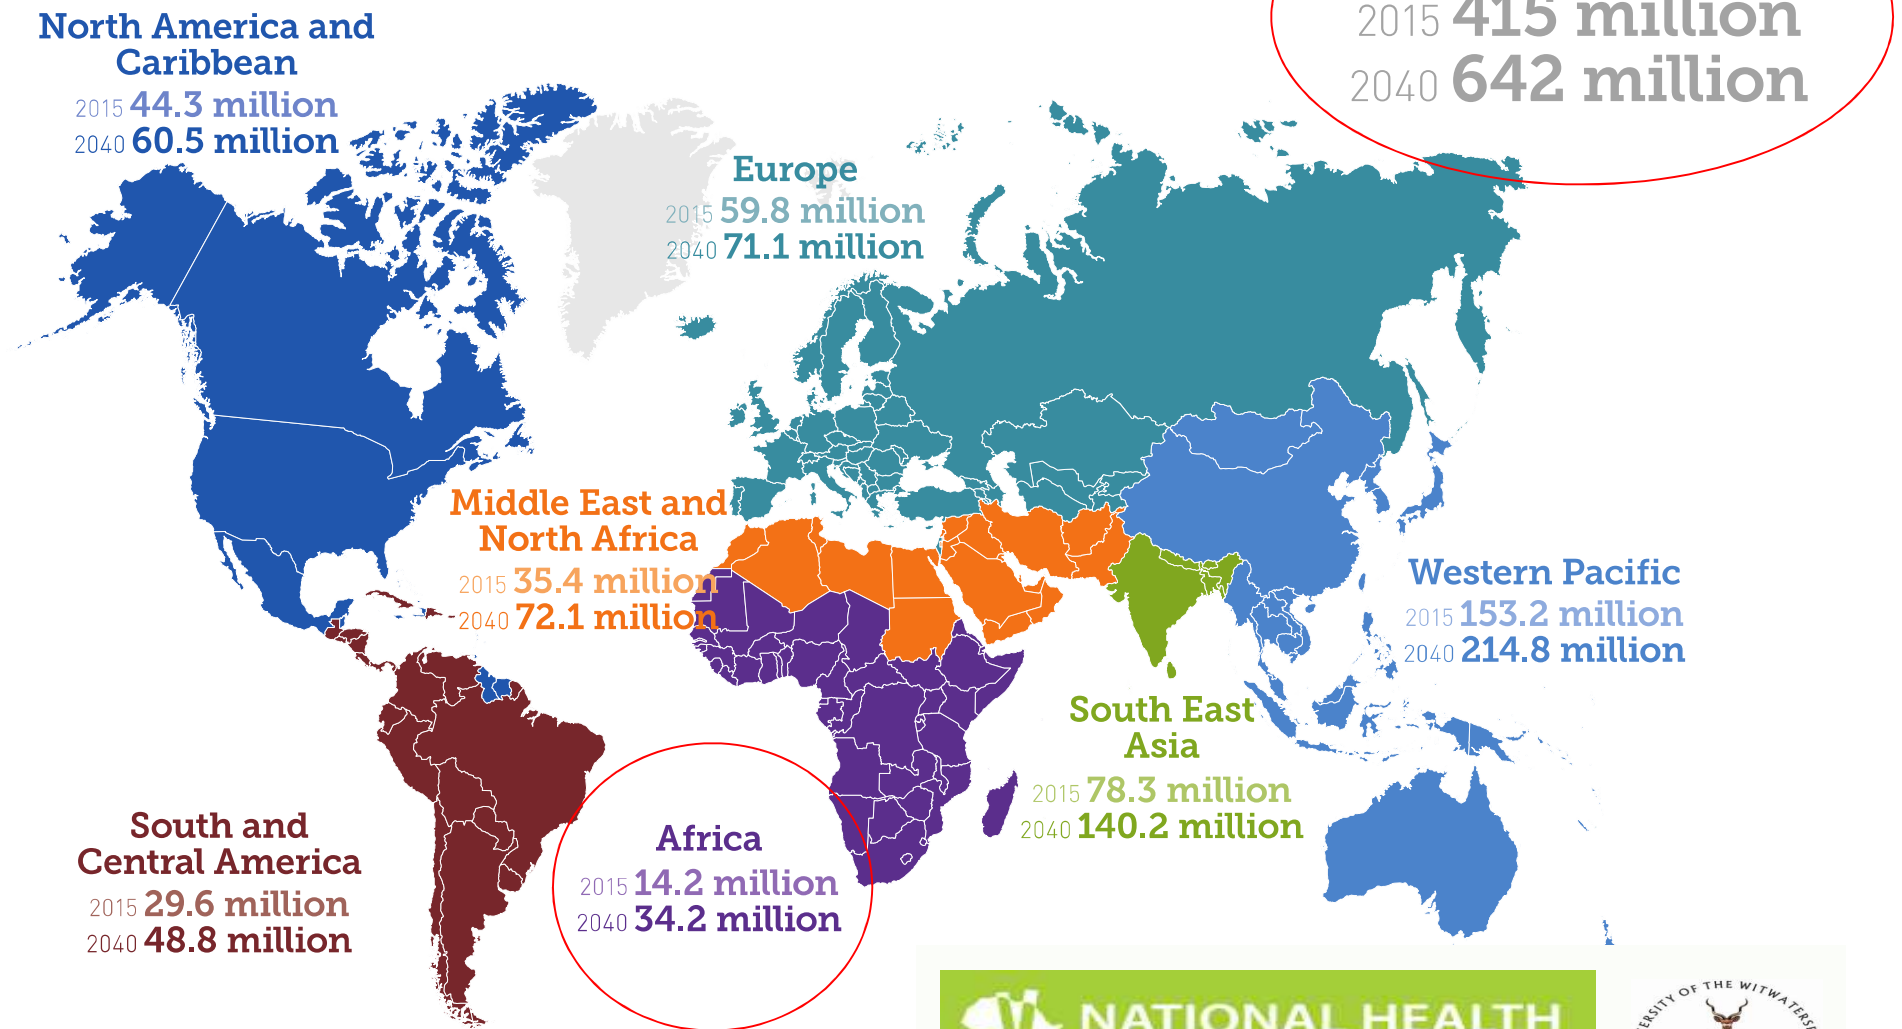 North America and
Caribbean
2015 44.3 million
2040 60.5 million
2015 415 million
2040 642 million
Europe
2015 59.8 million
2040 71.1 million
Middle East and
North Africa
2015 35.4 million
2040 72.1 million
Western Pacific
2015 153.2 million
2040 214.8 million
South East
Asia
2015 78.3 million
2040 140.2 million
South and
Central America
2015 29.6 million
2040 48.8 million
Africa
2015 14.2 million
2040 34.2 million
NATIONAL HEALTH
OF THE